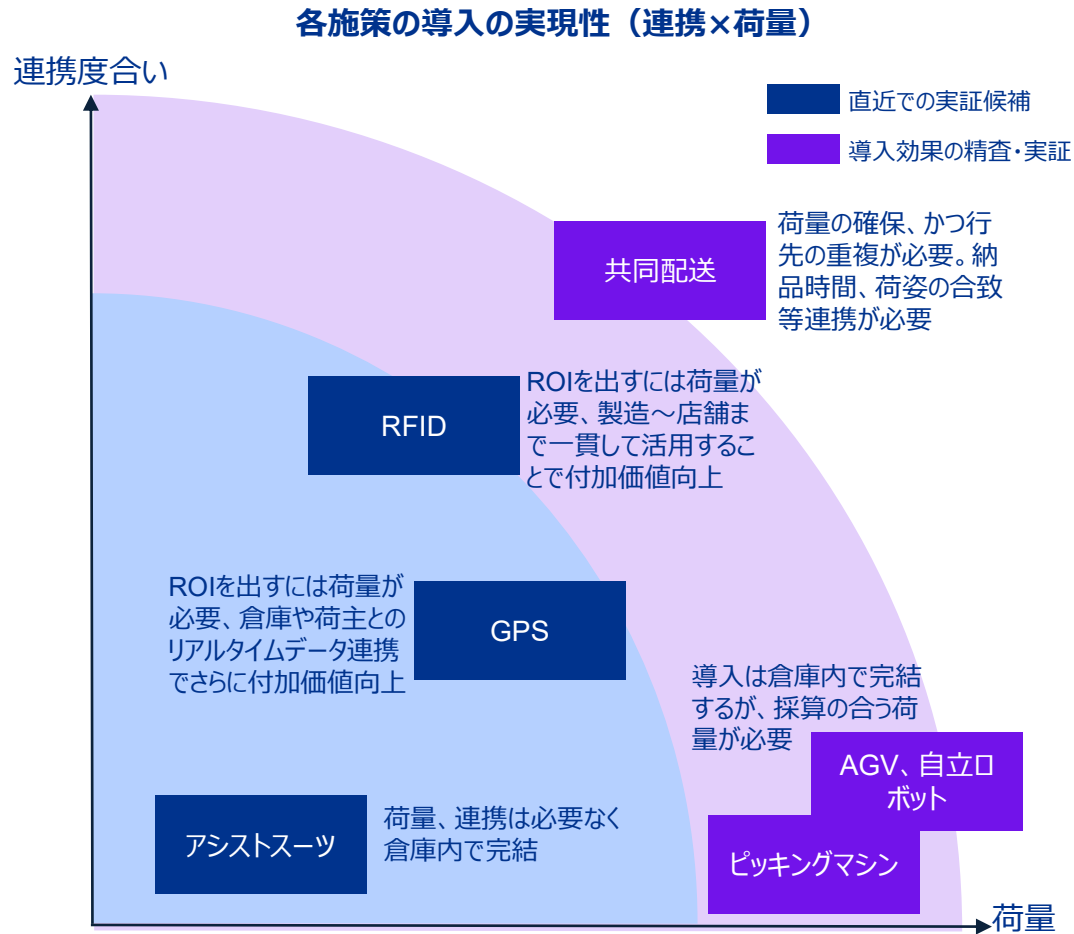 各施策の導入の実現性（連携×荷量）
連携度合い
直近での実証候補
導入効果の精査・実証
共同配送
荷量の確保、かつ行
先の重複が必要。納
品時間、荷姿の合致
等連携が必要
RFID
ROIを出すには荷量が
必要、製造～店舗ま
で一貫して活用するこ
とで付加価値向上
ROIを出すには荷量が
必要、倉庫や荷主との
リアルタイムデータ連携
でさらに付加価値向上
GPS
導入は倉庫内で完結
するが、採算の合う荷
量が必要
AGV、自立ロ
ボット
アシストスーツ
荷量、連携は必要なく
倉庫内で完結
ピッキングマシン
荷量